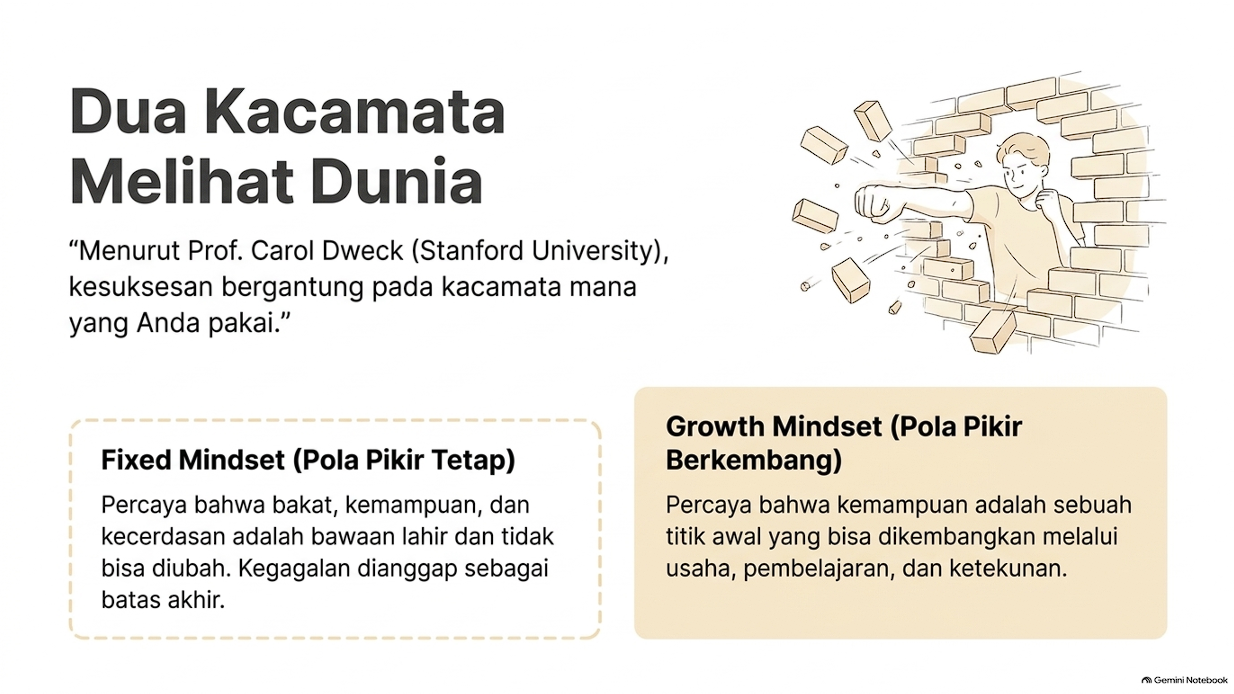 Dua Kacamata
Melihat Dunia
“Menurut Prof. Carol Dweck (Stanford University),
kesuksesan bergantung pada kacamata mana
yang Anda pakai.”
Fixed Mindset (Pola Pikir Tetap)
Percaya bahwa bakat, kemampuan, dan
kecerdasan adalah bawaan lahir dan tidak
bisa diubah. Kegagalan dianggap sebagai
batas akhir.
Growth Mindset (Pola Pikir
Berkembang)
Percaya bahwa kemampuan adalah sebuah
titik awal yang bisa dikembangkan melalui
usaha, pembelajaran, dan ketekunan.
Gemini Notebook